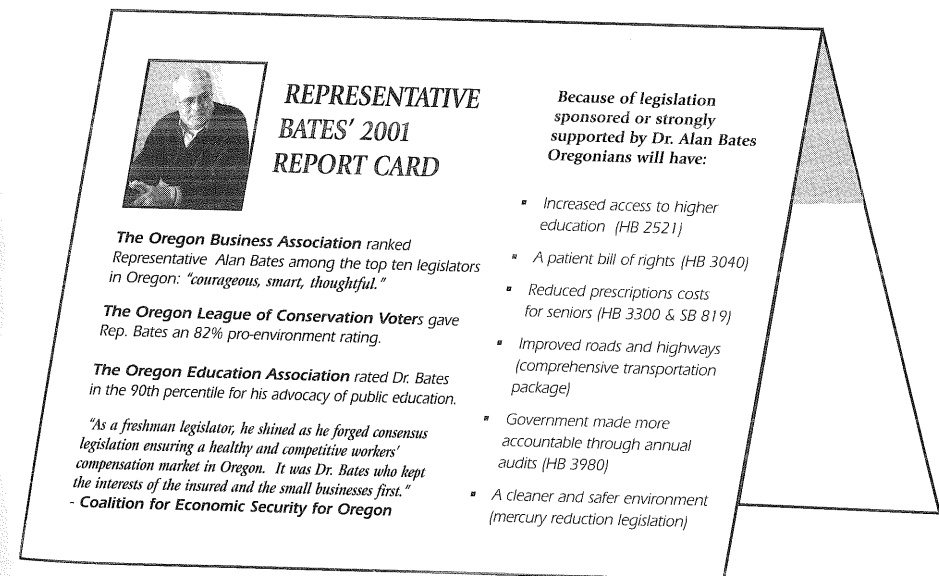 REPRESENTATIVE
BATES’ 2001
REPORT CARD
The Oregon Business Association ranked
Representative Alan Bates among the top ten legislators
in Oregon: “courageous, smart, thoughtful.”
The Oregon League of Conservation Voters gave
Rep. Bates an 82% pro-environment rating.
The Oregon Education Association rated Dr. Bates
in the 90th percentile for his advocacy of public education.
“As a freshman legislator, he shined as he forged consensus
legislation ensuring a healthy and competitive workers’
compensation market in Oregon. It was Dr. Bates who kept
the interests of the insured and the small businesses first.”
- Coalition for Economic Security for Oregon
Because of legislation
sponsored or strongly
supported by Dr. Alan Bates
Oregonians will have:
▪ Increased access to higher
education (HB 2521)
▪ A patient bill of rights (HB 3040)
▪ Reduced prescriptions costs
for seniors (HB 3300 & SB 819)
▪ Improved roads and highways
(comprehensive transportation
package)
▪ Government made more
accountable through annual
audits (HB 3980)
▪ A cleaner and safer environment
(mercury reduction legislation)